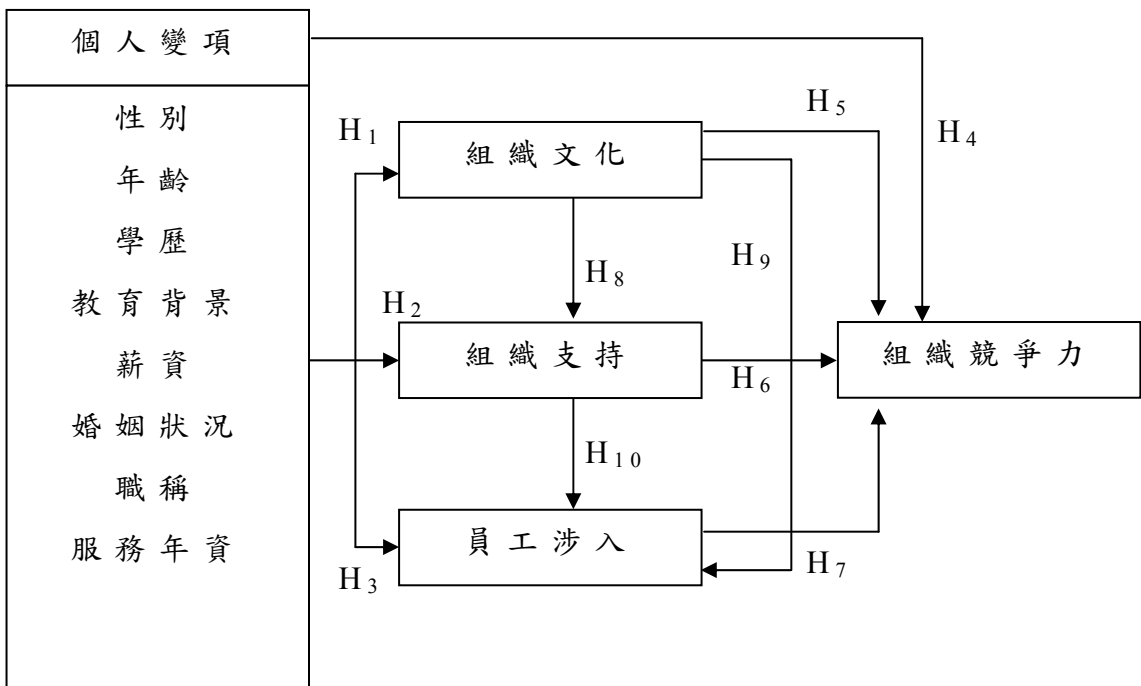 個人變項
性別
年齡
學歷
教育背景
薪資
婚姻狀況
職稱
服務年資
H1
組織文化
H5
H4
H8
H9
H2
組織支持
H6
組織競爭力
H10
員工涉入
H3
H7